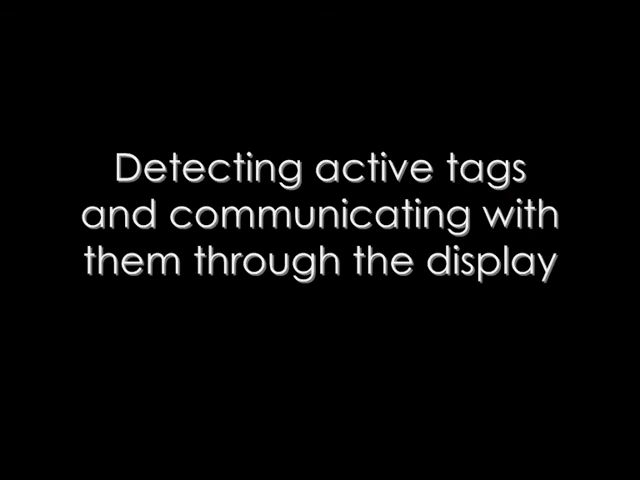 Detecting active tags
and communicating with
them through the display